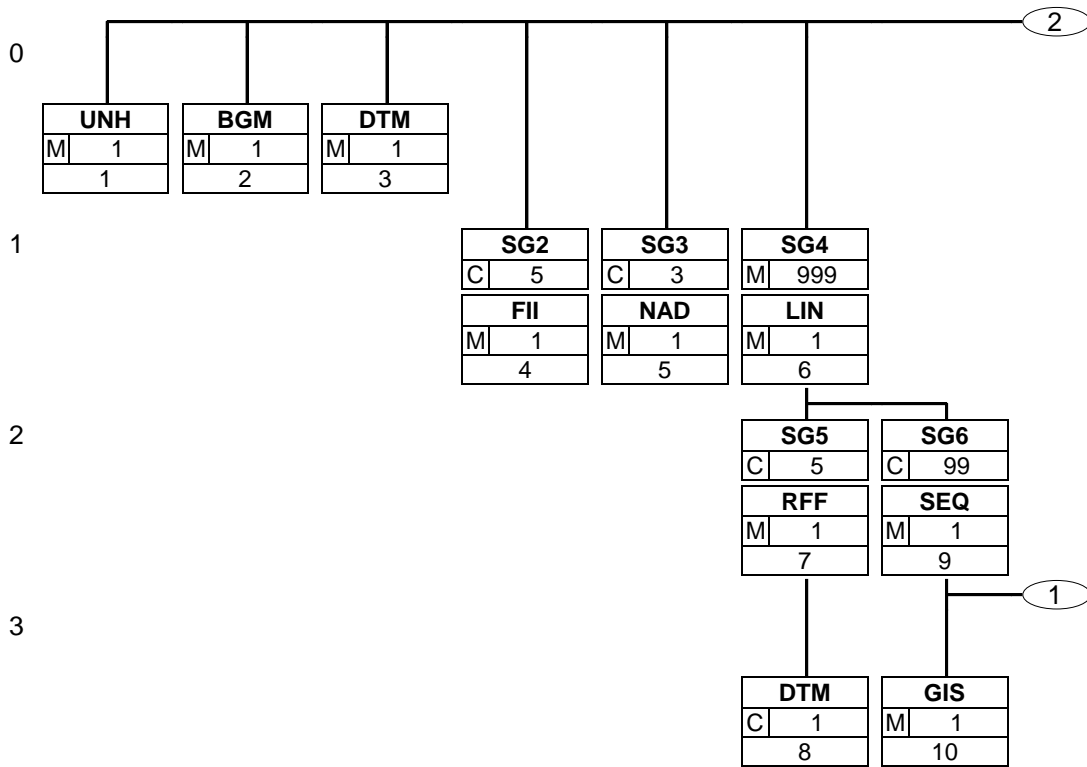 2
0
UNH BGM DTM
M 1 M 1 M 1
1 2 3
1
SG2 SG3 SG4
C 5 C 3 M 999
FII NAD LIN
M 1 M 1 M 1
4 5 6
2
SG5 SG6
C 5 C 99
RFF SEQ
M 1 M 1
7 9
1
3
DTM GIS
C 1 M 1
8 10